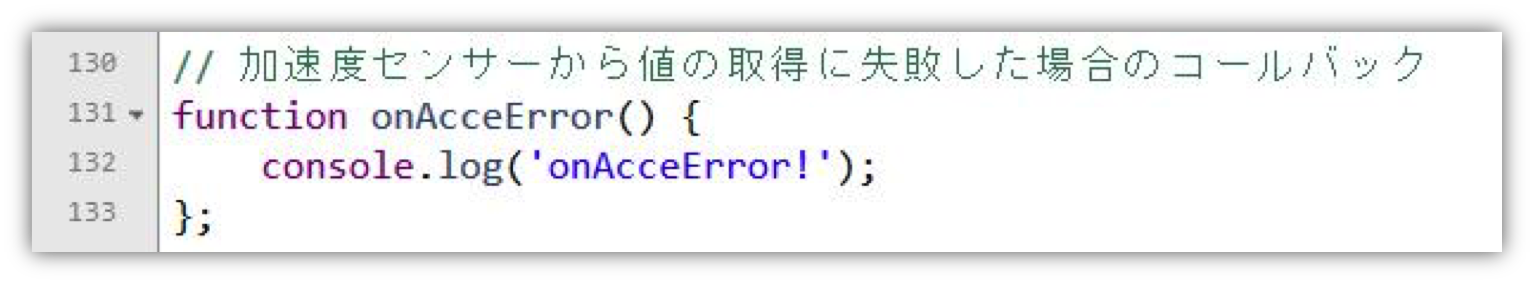 130 // 加速度センサーから値の取得に失敗した場合のコールバック
131 function onAcceError() {
132 console.log('onAcceError!');
133 };